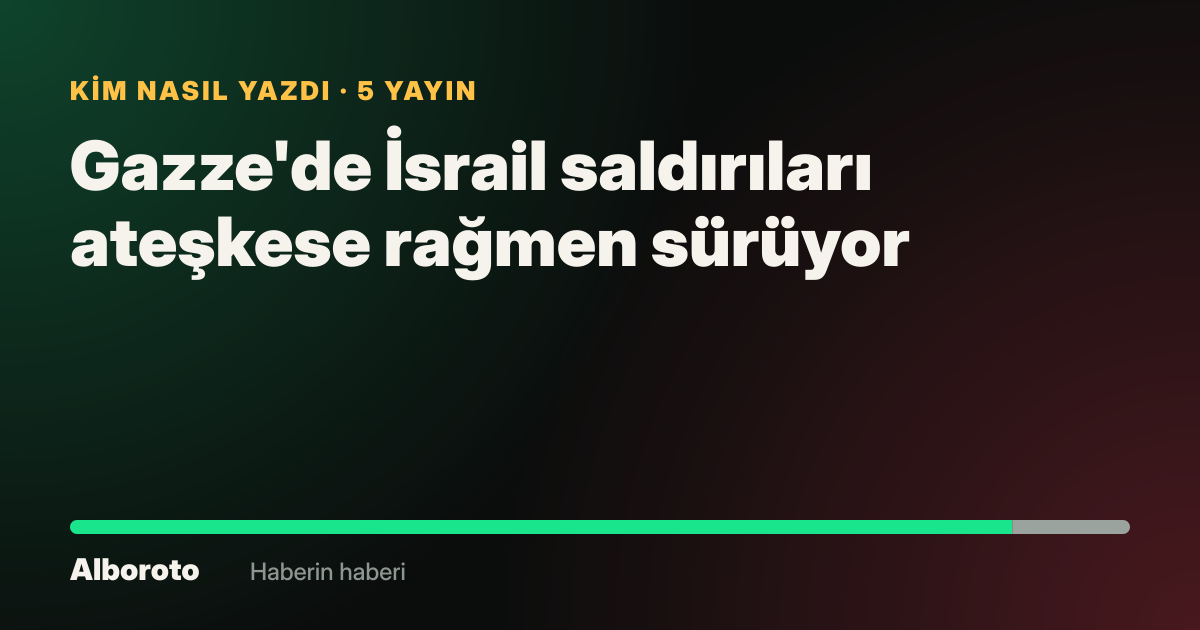 KİM NASIL YAZDI · 5 YAYIN
Gazze'de İsrail saldırıları
ateşkese rağmen sürüyor
Alboroto
Haberin haberi